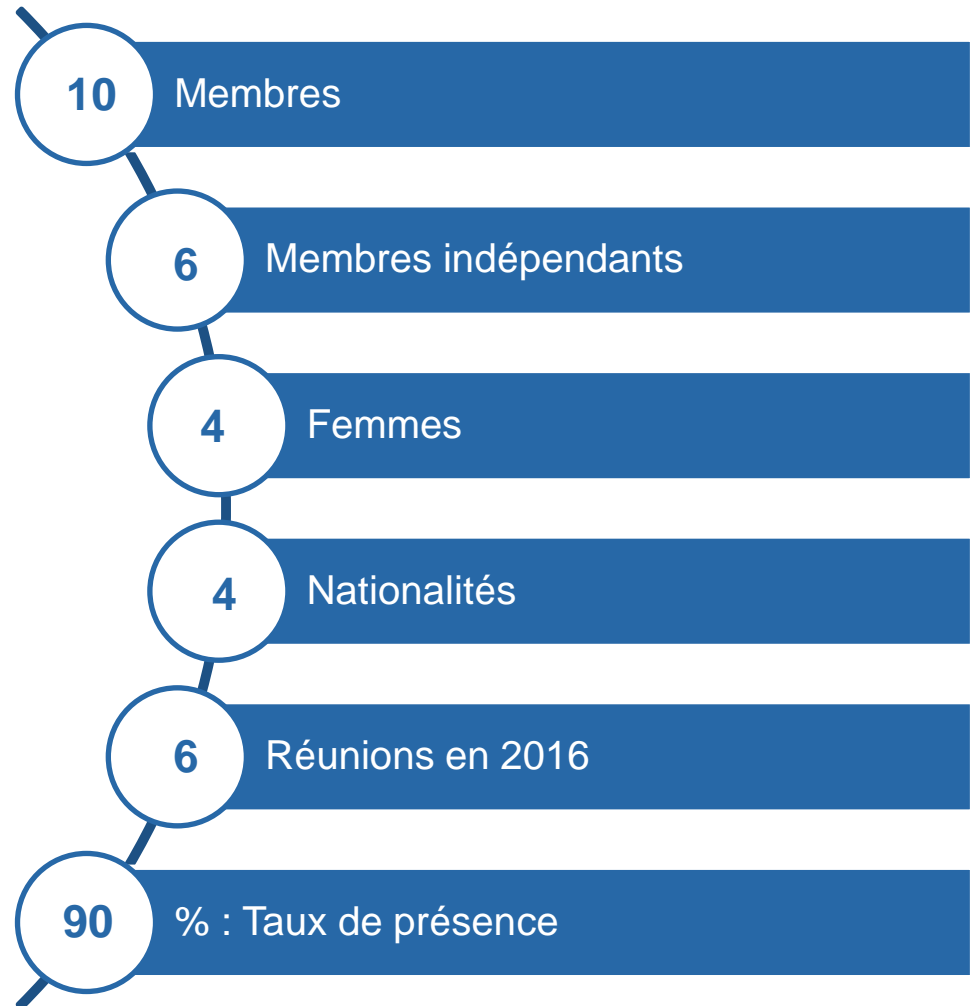 10 Membres
6 Membres indépendants
4 Femmes
4 Nationalités
6 Réunions en 2016
90 % : Taux de présence